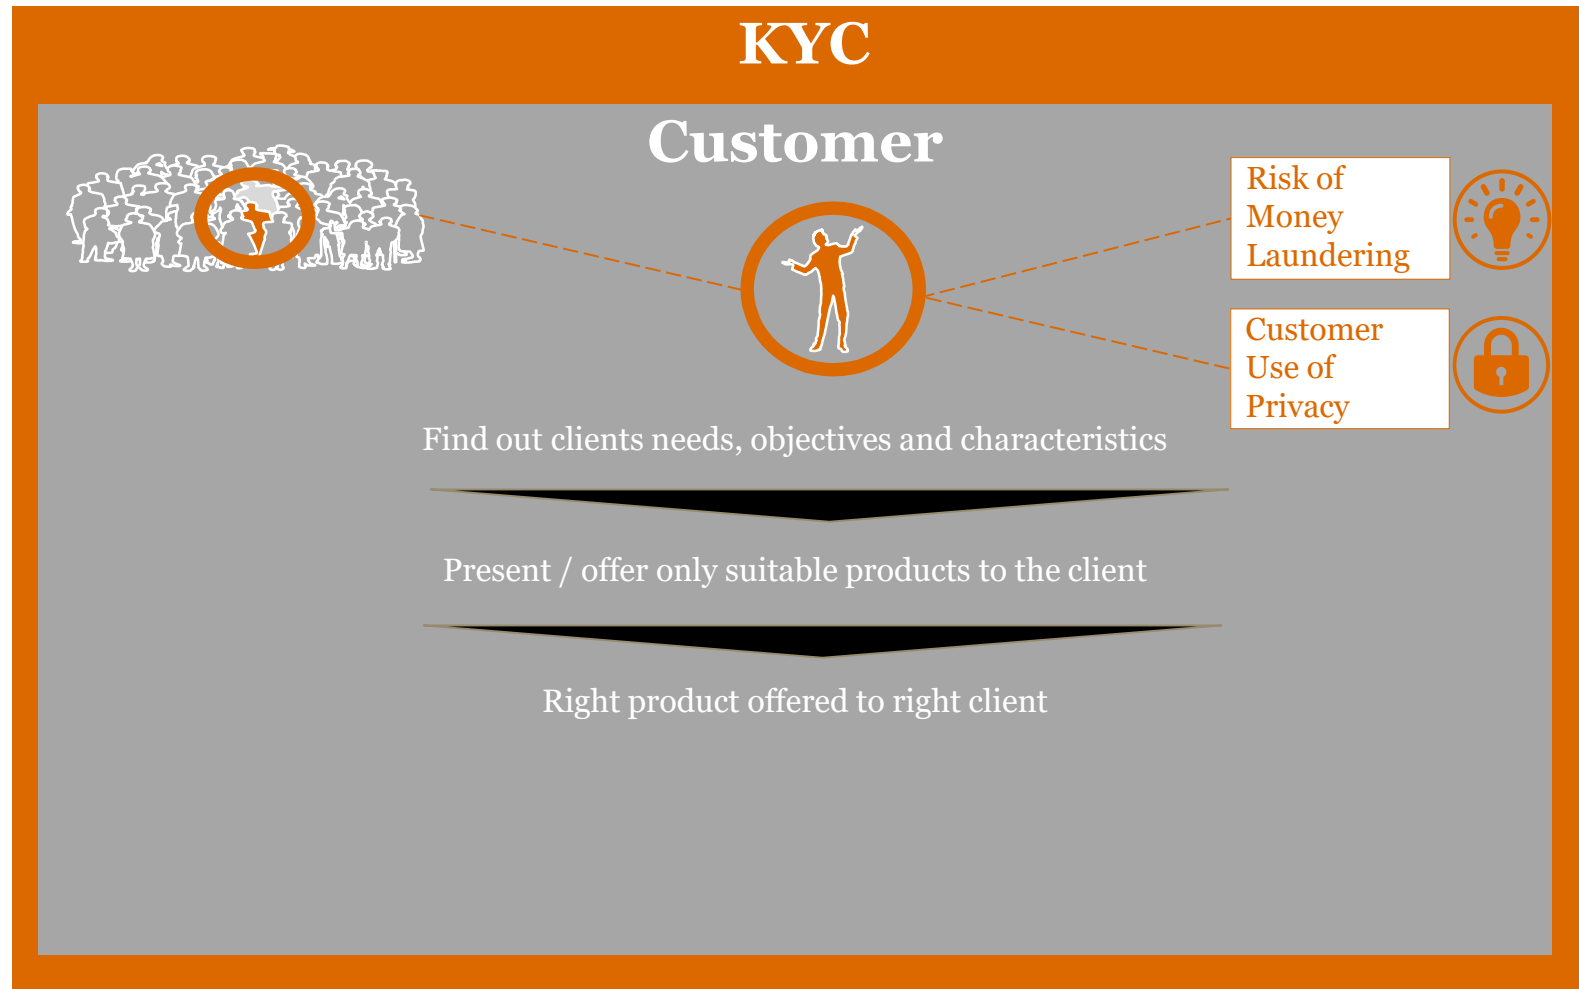 KYC
Customer
Risk of
Money
Laundering
Customer
Use of
Privacy
Find out clients needs, objectives and characteristics
Present / offer only suitable products to the client
Right product offered to right client